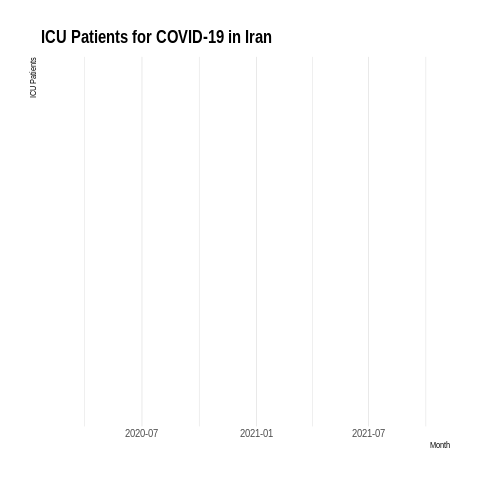 ICU Patients for COVID-19 in Iran
ICU Patients
2020-07
2021-01
2021-07
Month